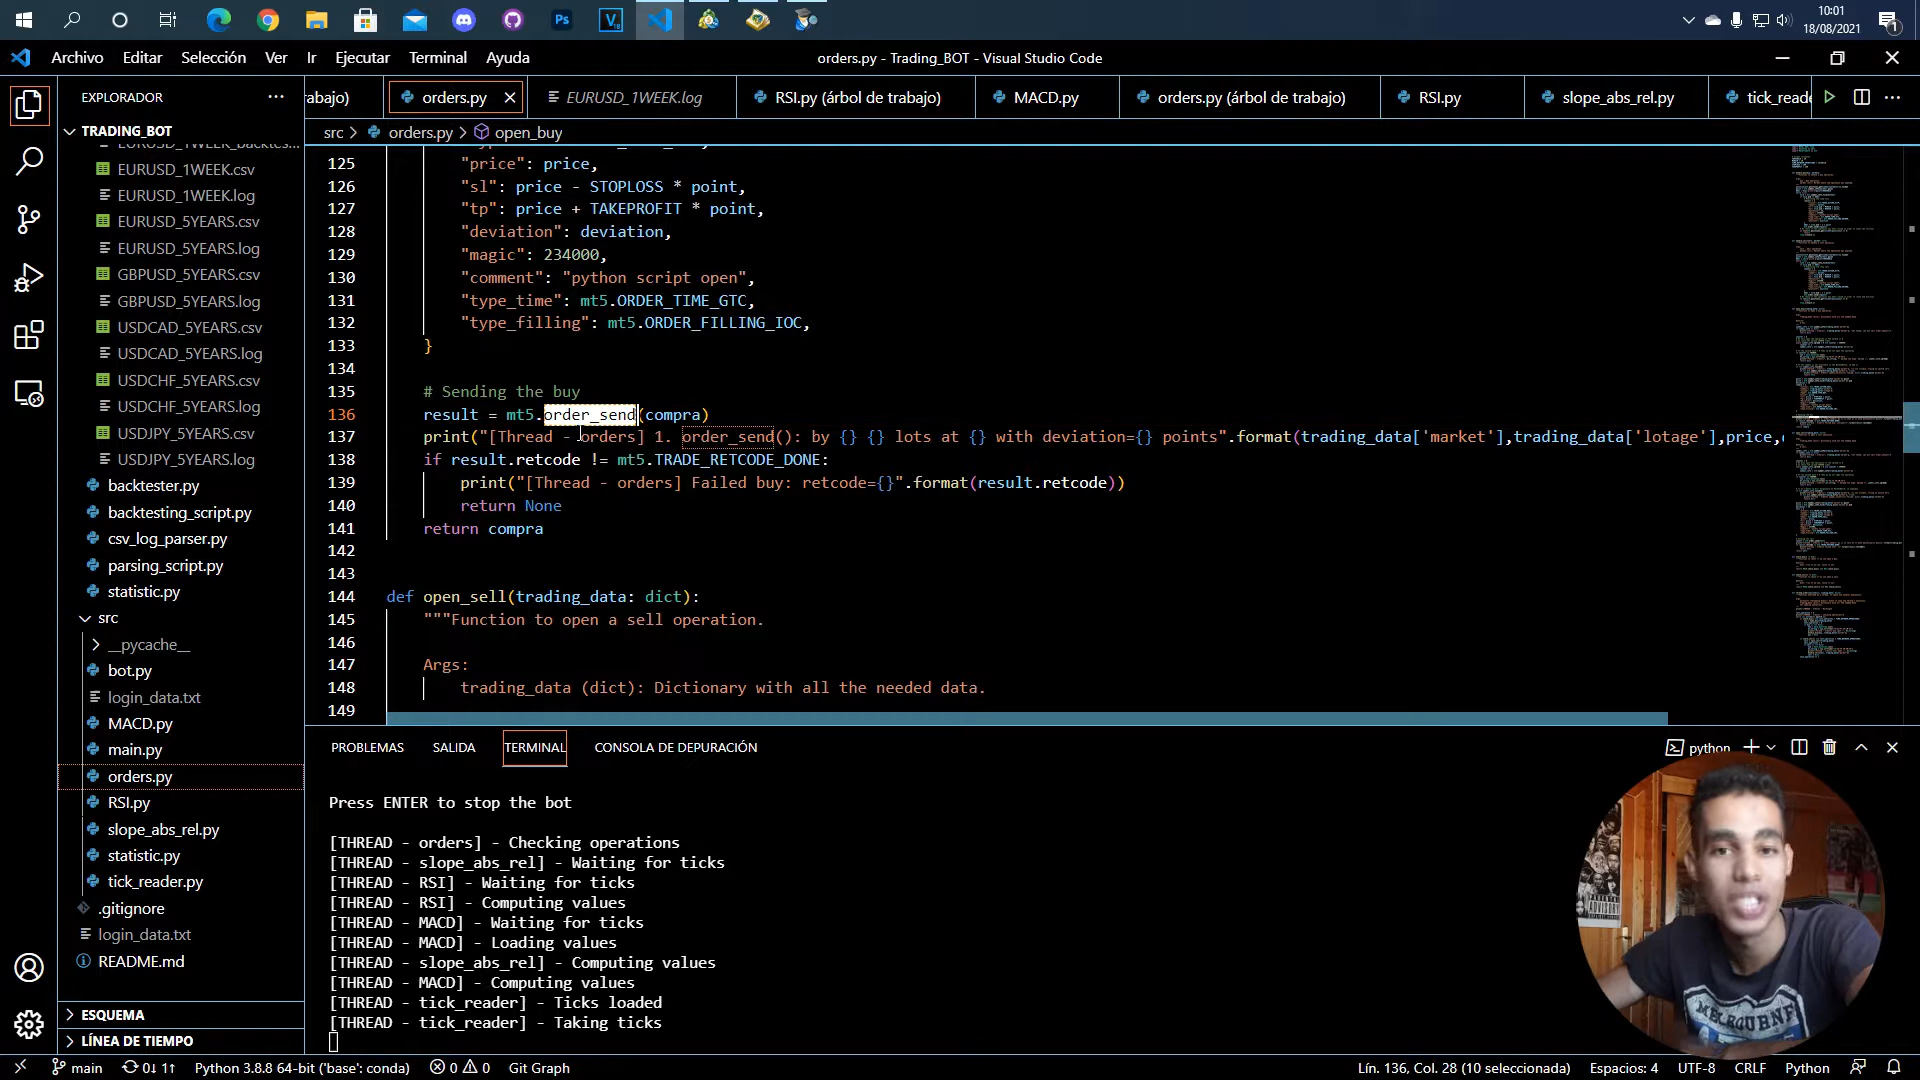 10:01
18/08/2021
1
Archivo Editar Selección Ver Ir Ejecutar Terminal Ayuda
orders.py - Trading_BOT - Visual Studio Code
EXPLORADOR
abajo) orders.py EURUSD_1WEEK.log RSI.py (árbol de trabajo) MACD.py orders.py (árbol de trabajo) RSI.py slope_abs_rel.py tick_reade
src > orders.py > open_buy
TRADING_BOT
EURUSD_1WEEK_backtes...
EURUSD_1WEEK.csv
EURUSD_1WEEK.log
EURUSD_5YEARS.csv
EURUSD_5YEARS.log
GBPUSD_5YEARS.csv
GBPUSD_5YEARS.log
USDCAD_5YEARS.csv
USDCAD_5YEARS.log
USDCHF_5YEARS.csv
USDCHF_5YEARS.log
USDJPY_5YEARS.csv
USDJPY_5YEARS.log
backtester.py
backtesting_script.py
csv_log_parser.py
parsing_script.py
statistic.py
src
__pycache__
bot.py
login_data.txt
MACD.py
main.py
orders.py
RSI.py
slope_abs_rel.py
statistic.py
tick_reader.py
.gitignore
login_data.txt
README.md
ESQUEMA
LÍNEA DE TIEMPO
125 "price": price,
126 "sl": price - STOPLOSS * point,
127 "tp": price + TAKEPROFIT * point,
128 "deviation": deviation,
129 "magic": 234000,
130 "comment": "python script open",
131 "type_time": mt5.ORDER_TIME_GTC,
132 "type_filling": mt5.ORDER_FILLING_IOC,
133 }
134
135 # Sending the buy
136 result = mt5.order_send(compra)
137 print("[Thread - orders] 1. order_send(): by {} {} lots at {} with deviation={} points".format(trading_data['market'],trading_data['lotage'],price,
138 if result.retcode != mt5.TRADE_RETCODE_DONE:
139 print("[Thread - orders] Failed buy: retcode={}".format(result.retcode))
140 return None
141 return compra
142
143
144 def open_sell(trading_data: dict):
145 """Function to open a sell operation.
146
147 Args:
148 trading_data (dict): Dictionary with all the needed data.
149
PROBLEMAS SALIDA TERMINAL CONSOLA DE DEPURACIÓN
python
Press ENTER to stop the bot
[THREAD - orders] - Checking operations
[THREAD - slope_abs_rel] - Waiting for ticks
[THREAD - RSI] - Waiting for ticks
[THREAD - RSI] - Computing values
[THREAD - MACD] - Waiting for ticks
[THREAD - MACD] - Loading values
[THREAD - slope_abs_rel] - Computing values
[THREAD - MACD] - Computing values
[THREAD - tick_reader] - Ticks loaded
[THREAD - tick_reader] - Taking ticks
main 0↓ 1↑ Python 3.8.8 64-bit ('base': conda) 0 0 Git Graph
Lín. 136, Col. 28 (10 seleccionada) Espacios: 4 UTF-8 CRLF Python